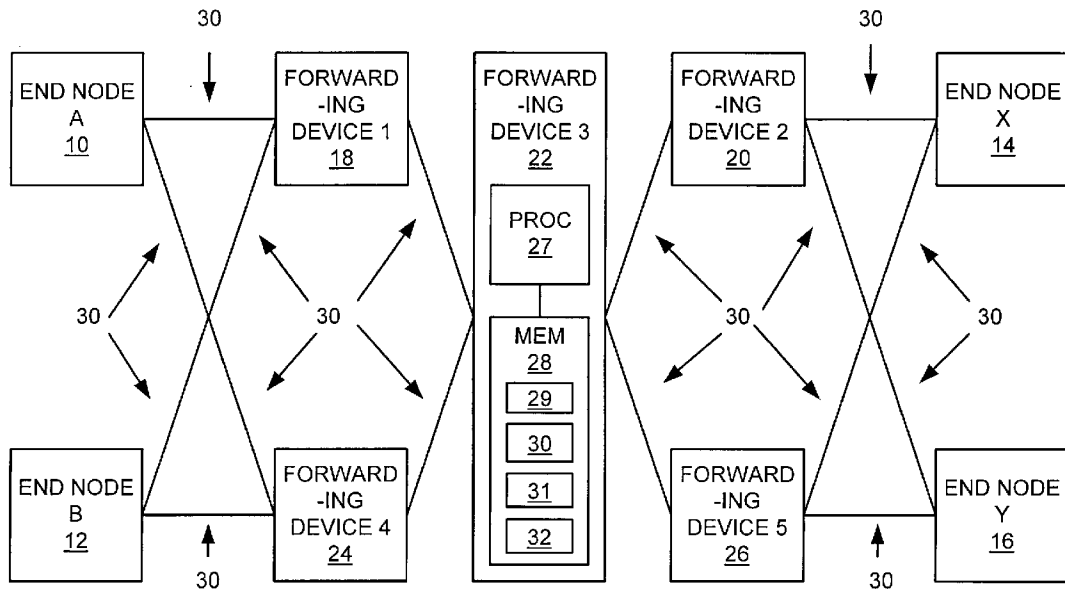 30
30
END NODE
A
10
FORWARD
-ING
DEVICE 1
18
FORWARD
-ING
DEVICE 3
22
FORWARD
-ING
DEVICE 2
20
END NODE
X
14
PROC
27
30
30
30
30
MEM
28
29
30
31
32
END NODE
B
12
FORWARD
-ING
DEVICE 4
24
FORWARD
-ING
DEVICE 5
26
END NODE
Y
16
30
30